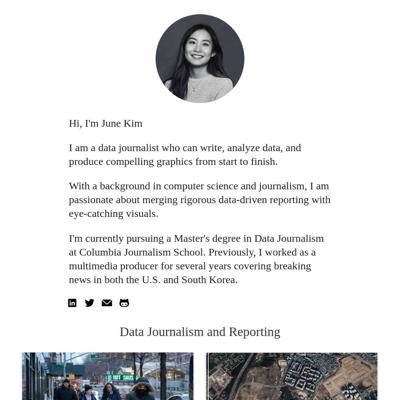 Hi, I'm June Kim
I am a data journalist who can write, analyze data, and
produce compelling graphics from start to finish.
With a background in computer science and journalism, I am
passionate about merging rigorous data-driven reporting with
eye-catching visuals.
I'm currently pursuing a Master's degree in Data Journalism
at Columbia Journalism School. Previously, I worked as a
multimedia producer for several years covering breaking
news in both the U.S. and South Korea.
Data Journalism and Reporting